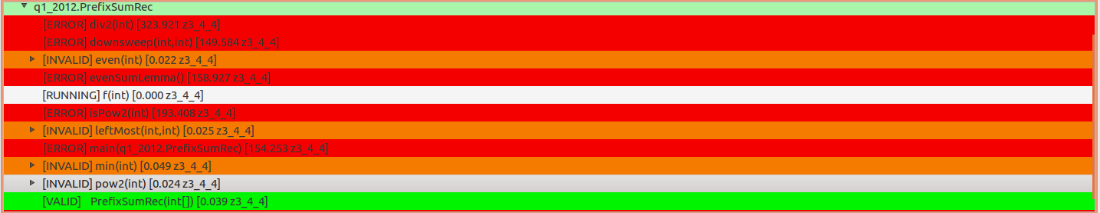 q1_2012.PrefixSumRec
[ERROR] div2(int) [323.921 z3_4_4]
[ERROR] downsweep(int,int) [149.584 z3_4_4]
[INVALID] even(int) [0.022 z3_4_4]
[ERROR] evenSumLemma() [158.927 z3_4_4]
[RUNNING] f(int) [0.000 z3_4_4]
[ERROR] isPow2(int) [193.408 z3_4_4]
[INVALID] leftMost(int,int) [0.025 z3_4_4]
[ERROR] main(q1_2012.PrefixSumRec) [154.253 z3_4_4]
[INVALID] min(int) [0.049 z3_4_4]
[INVALID] pow2(int) [0.024 z3_4_4]
[VALID] PrefixSumRec(int[]) [0.039 z3_4_4]